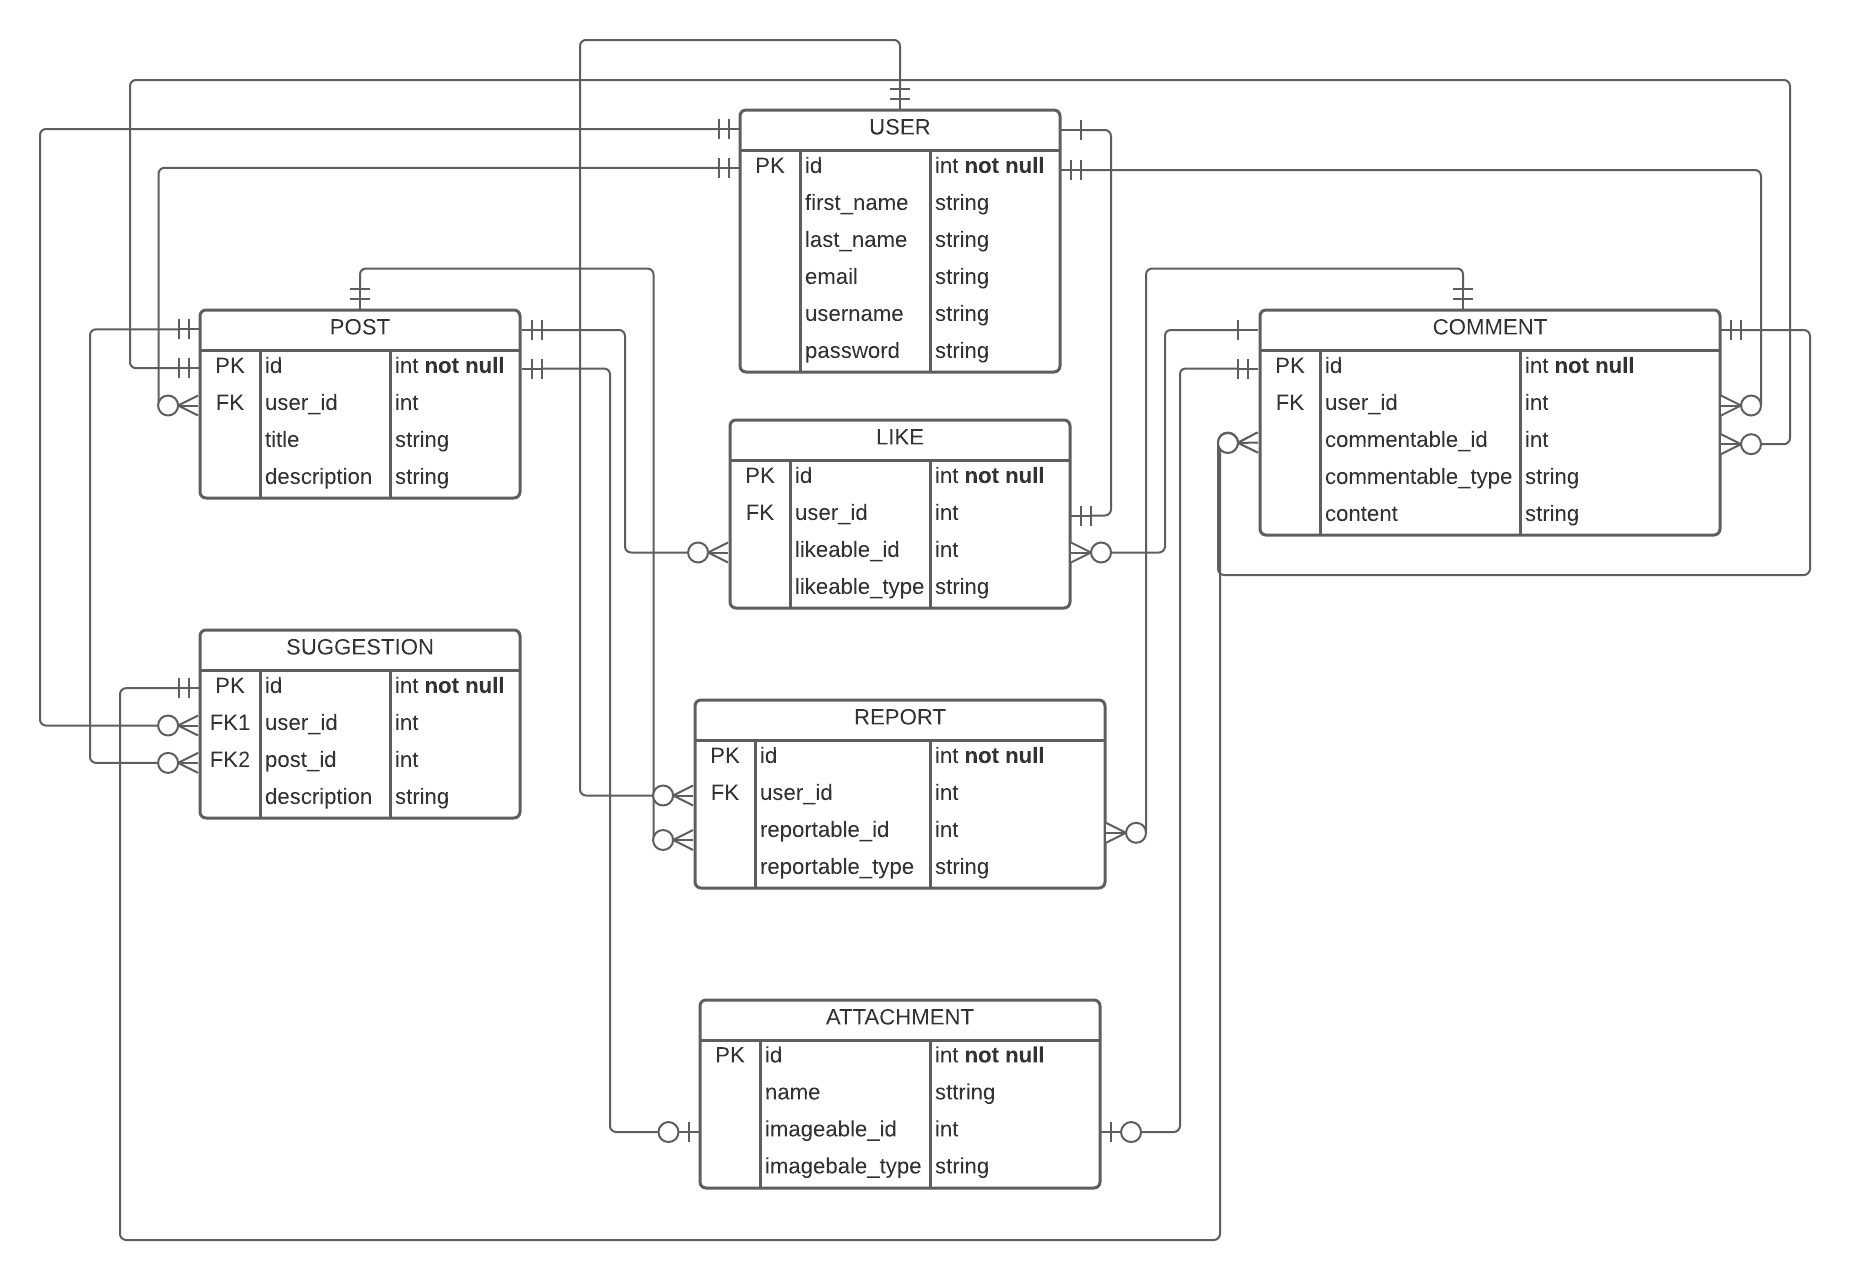 USER
PK id int not null
first_name string
last_name string
email string
username string
password string
POST
PK id int not null
FK user_id int
title string
description string
COMMENT
PK id int not null
FK user_id int
commentable_id int
commentable_type string
content string
LIKE
PK id int not null
FK user_id int
likeable_id int
likeable_type string
SUGGESTION
PK id int not null
FK1 user_id int
FK2 post_id int
description string
REPORT
PK id int not null
FK user_id int
reportable_id int
reportable_type string
ATTACHMENT
PK id int not null
name sttring
imageable_id int
imagebale_type string